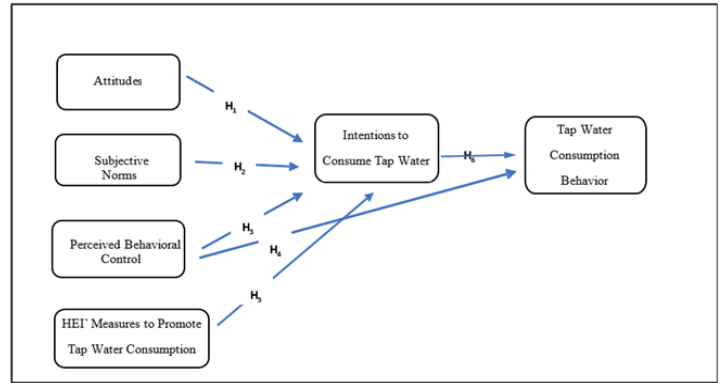 Attitudes
H1
Subjective
Norms
H2
Intentions to
Consume Tap Water
H6
Tap Water
Consumption
Behavior
Perceived Behavioral
Control
H3
H4
HEI` Measures to Promote
Tap Water Consumption
H5